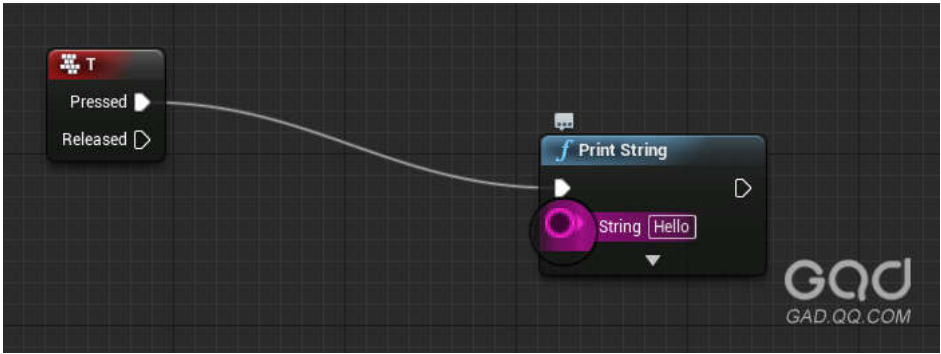 T
Pressed
Released
Print String
String Hello
GAD
GAD.QQ.COM